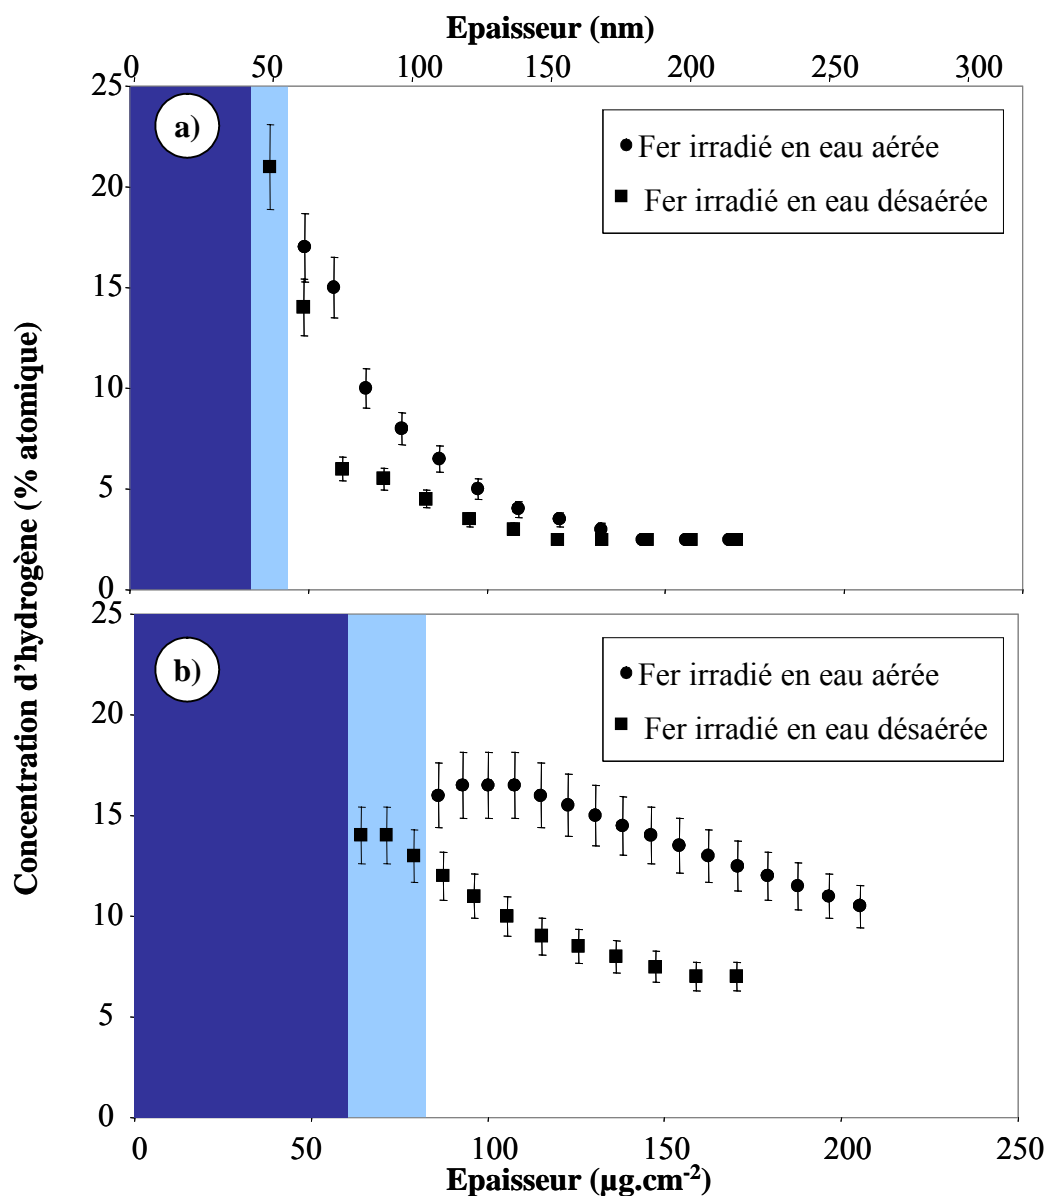 Epaisseur (nm)
0 50 100 150 200 250 300
25
20
15
10
5
0
a)
Fer irradié en eau aérée
Fer irradié en eau désaérée
Concentration d'hydrogène (% atomique)
25
20
15
10
5
0
b)
Fer irradié en eau aérée
Fer irradié en eau désaérée
0 50 100 150 200 250
Epaisseur (µg.cm-2)